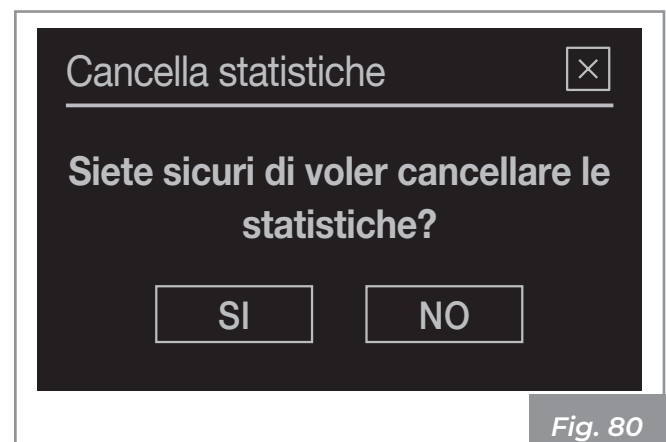 Cancella statistiche
Siete sicuri di voler cancellare le
statistiche?
SI NO
Fig. 80